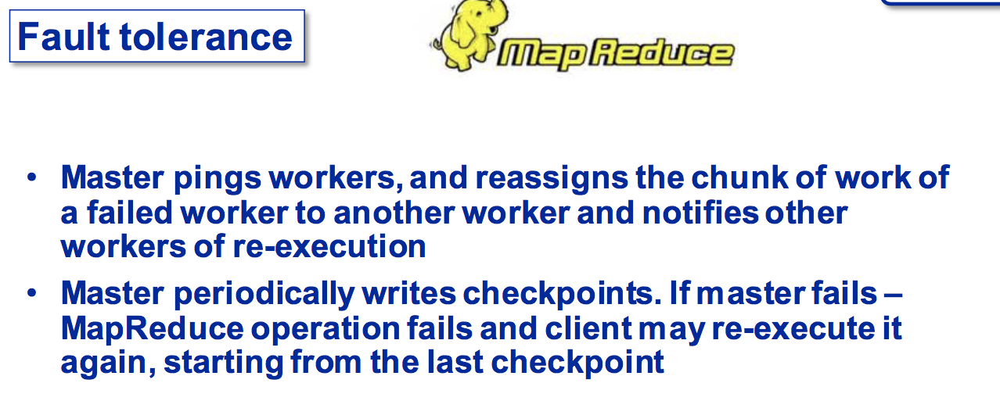 Fault tolerance
Map Reduce
• Master pings workers, and reassigns the chunk of work of
a failed worker to another worker and notifies other
workers of re-execution
• Master periodically writes checkpoints. If master fails –
MapReduce operation fails and client may re-execute it
again, starting from the last checkpoint